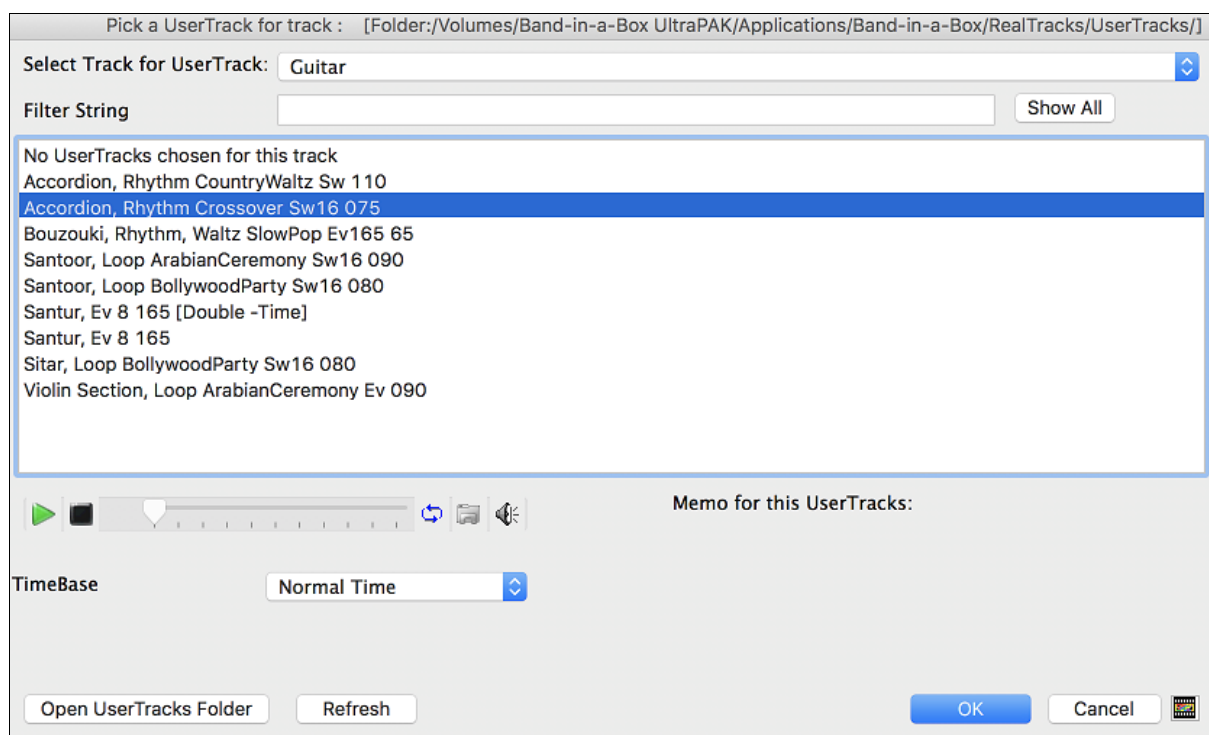 Pick a UserTrack for track : [Folder:/Volumes/Band-in-a-Box UltraPAK/Applications/Band-in-a-Box/RealTracks/UserTracks/]
Select Track for UserTrack: Guitar
Filter String Show All
No UserTracks chosen for this track
Accordion, Rhythm CountryWaltz Sw 110
Accordion, Rhythm Crossover Sw16 075
Bouzouki, Rhythm, Waltz SlowPop Ev165 65
Santoor, Loop ArabianCeremony Sw16 090
Santoor, Loop BollywoodParty Sw16 080
Santur, Ev 8 165 [Double -Time]
Santur, Ev 8 165
Sitar, Loop BollywoodParty Sw16 080
Violin Section, Loop ArabianCeremony Ev 090
Memo for this UserTracks:
TimeBase Normal Time
Open UserTracks Folder Refresh OK Cancel